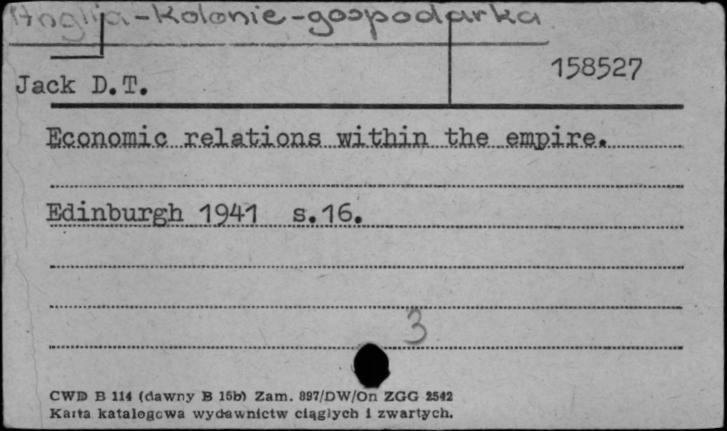 Anglja-Kolonie-gospodarka
158527
Jack D.T.
Economic relations within the empire.
Edinburgh 1941 s.16.
3
CWD B 114 (dawny B 15b) Zam. 897/DW/On ZGG 2542
Karta katalogowa wydawnictw ciągłych i zwartych.